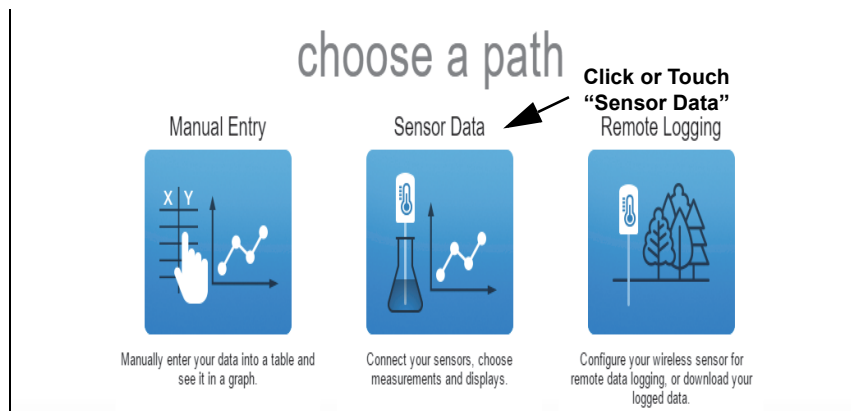 choose a path
Click or Touch
“Sensor Data”
Manual Entry
Sensor Data
Remote Logging
X Y
Manually enter your data into a table and
see it in a graph.
Connect your sensors, choose
measurements and displays.
Configure your wireless sensor for
remote data logging, or download your
logged data.